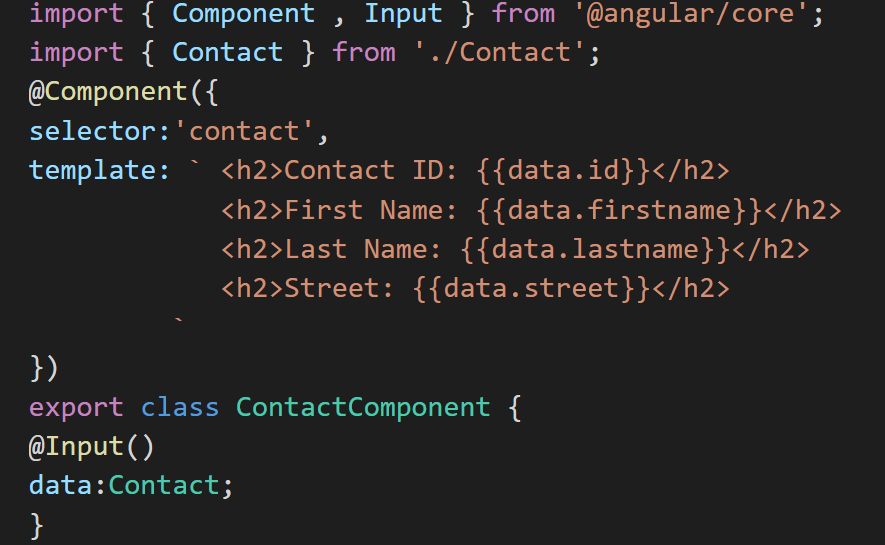 import { Component , Input } from '@angular/core';
import { Contact } from './Contact';
@Component({
selector:'contact',
template: ` <h2>Contact ID: {{data.id}}</h2>
            <h2>First Name: {{data.firstname}}</h2>
            <h2>Last Name: {{data.lastname}}</h2>
            <h2>Street: {{data.street}}</h2>
         `
})
export class ContactComponent {
@Input()
data:Contact;
}